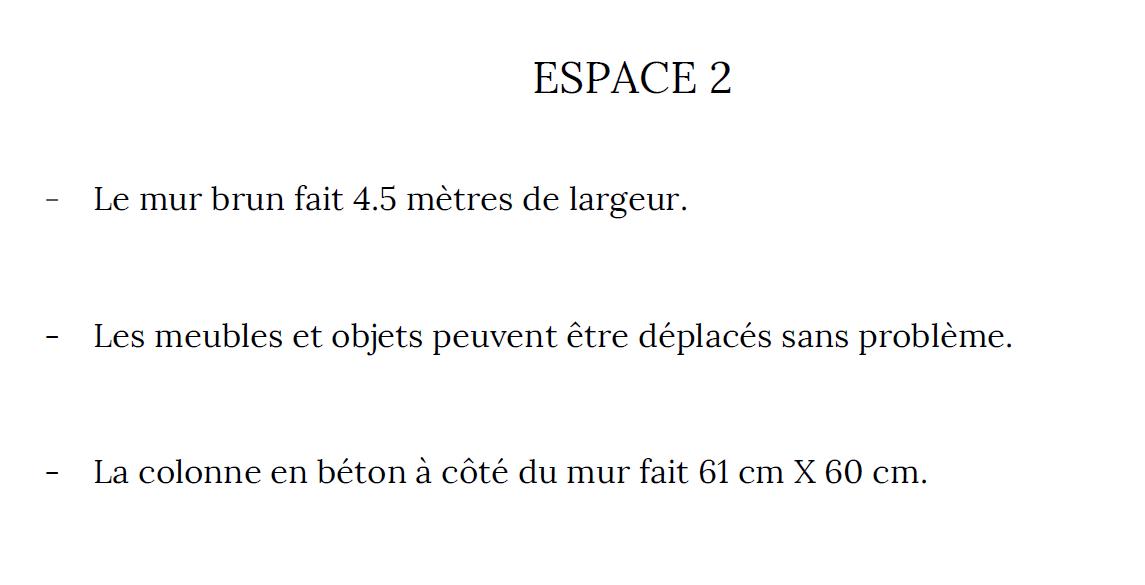 ESPACE 2
- Le mur brun fait 4.5 mètres de largeur.
- Les meubles et objets peuvent être déplacés sans problème.
- La colonne en béton à côté du mur fait 61 cm X 60 cm.